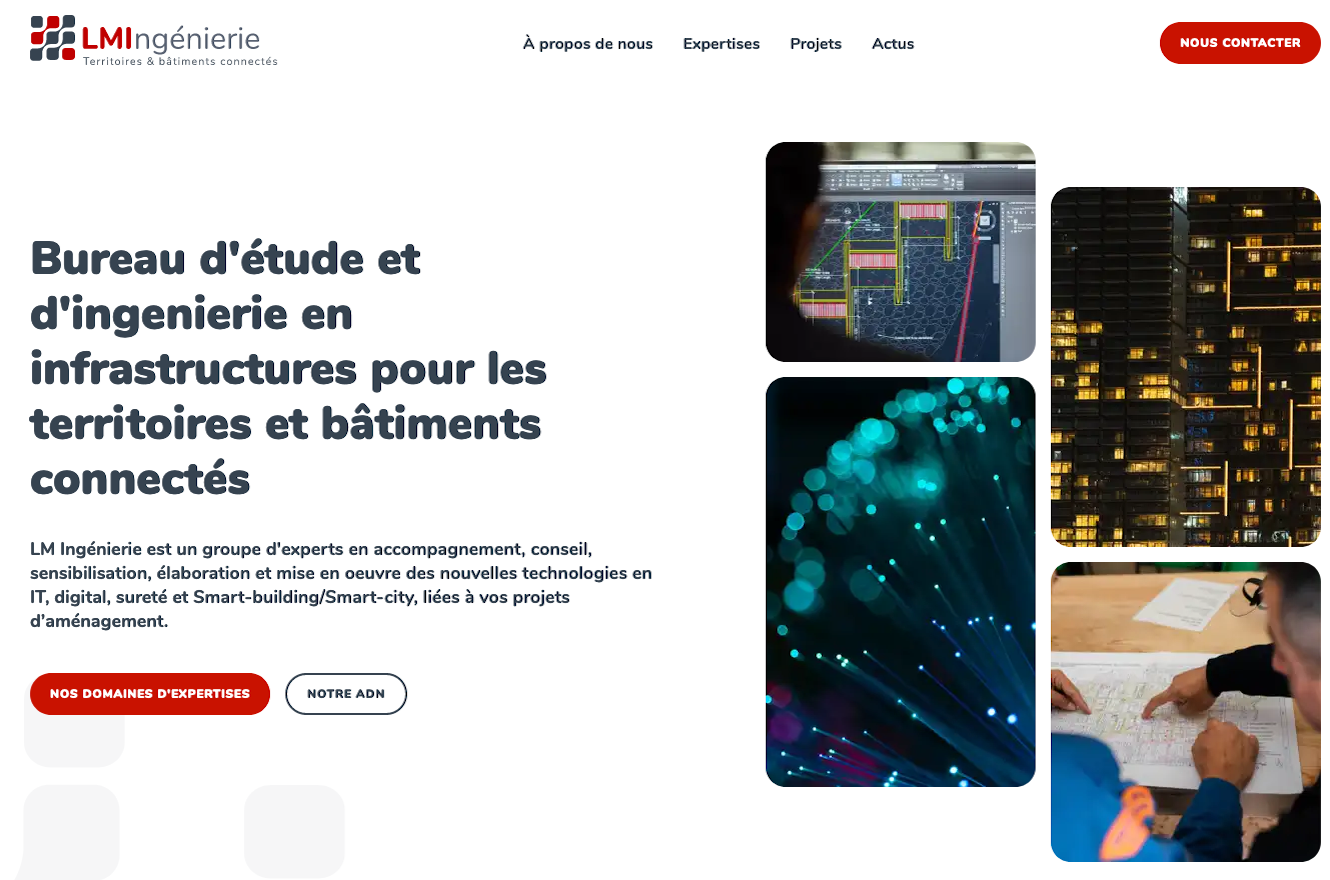 LMIngénierie
Territoires & bâtiments connectés
À propos de nous
Expertises
Projets
Actus
NOUS CONTACTER
Bureau d'étude et
d'ingenierie en
infrastructures pour les
territoires et bâtiments
connectés
LM Ingénierie est un groupe d'experts en accompagnement, conseil,
sensibilisation, élaboration et mise en oeuvre des nouvelles technologies en
IT, digital, sureté et Smart-building/Smart-city, liées à vos projets
d'aménagement.
NOS DOMAINES D'EXPERTISES
NOTRE ADN